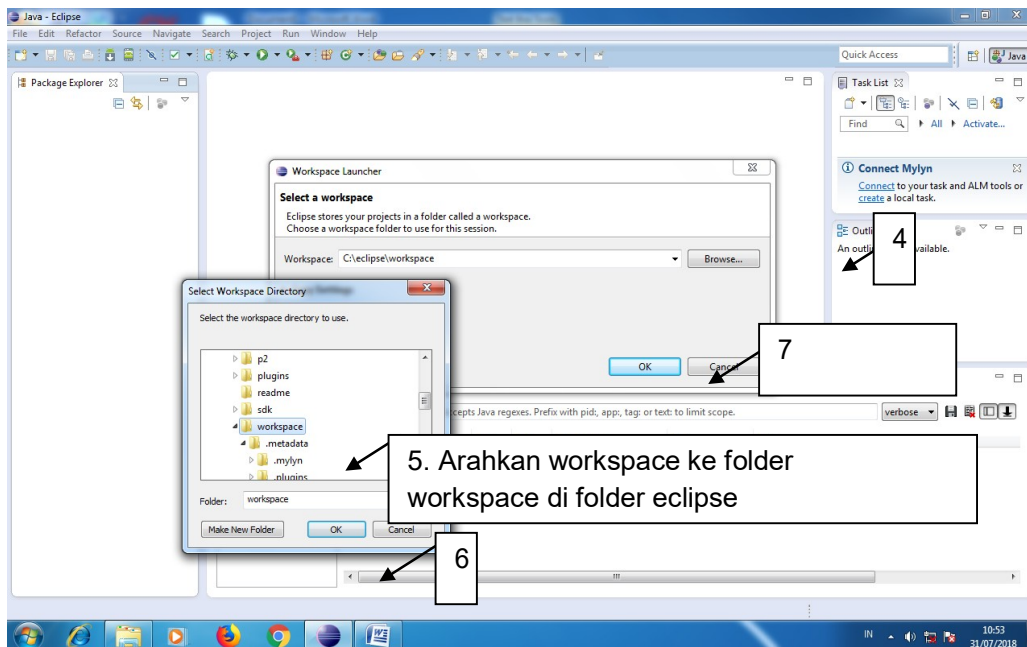 Java - Eclipse
File Edit Refactor Source Navigate Search Project Run Window Help
Quick Access
Java
Package Explorer
Task List
Find
All
Activate...
Connect Mylyn
Connect to your task and ALM tools or
create a local task.
Workspace Launcher
Select a workspace
Eclipse stores your projects in a folder called a workspace.
Choose a workspace folder to use for this session.
Workspace: C:\eclipse\workspace
Browse...
4
An vailable.
Select Workspace Directory
Select the workspace directory to use.
p2
plugins
readme
sdk
workspace
.metadata
.mylyn
.plugins
Folder: workspace
Make New Folder
OK
Cancel
OK
7
Java regexes. Prefix with pid:, app:, tag: or text: to limit scope.
verbose
5. Arahkan workspace ke folder
workspace di folder eclipse
6
IN
10:53
31/07/2018